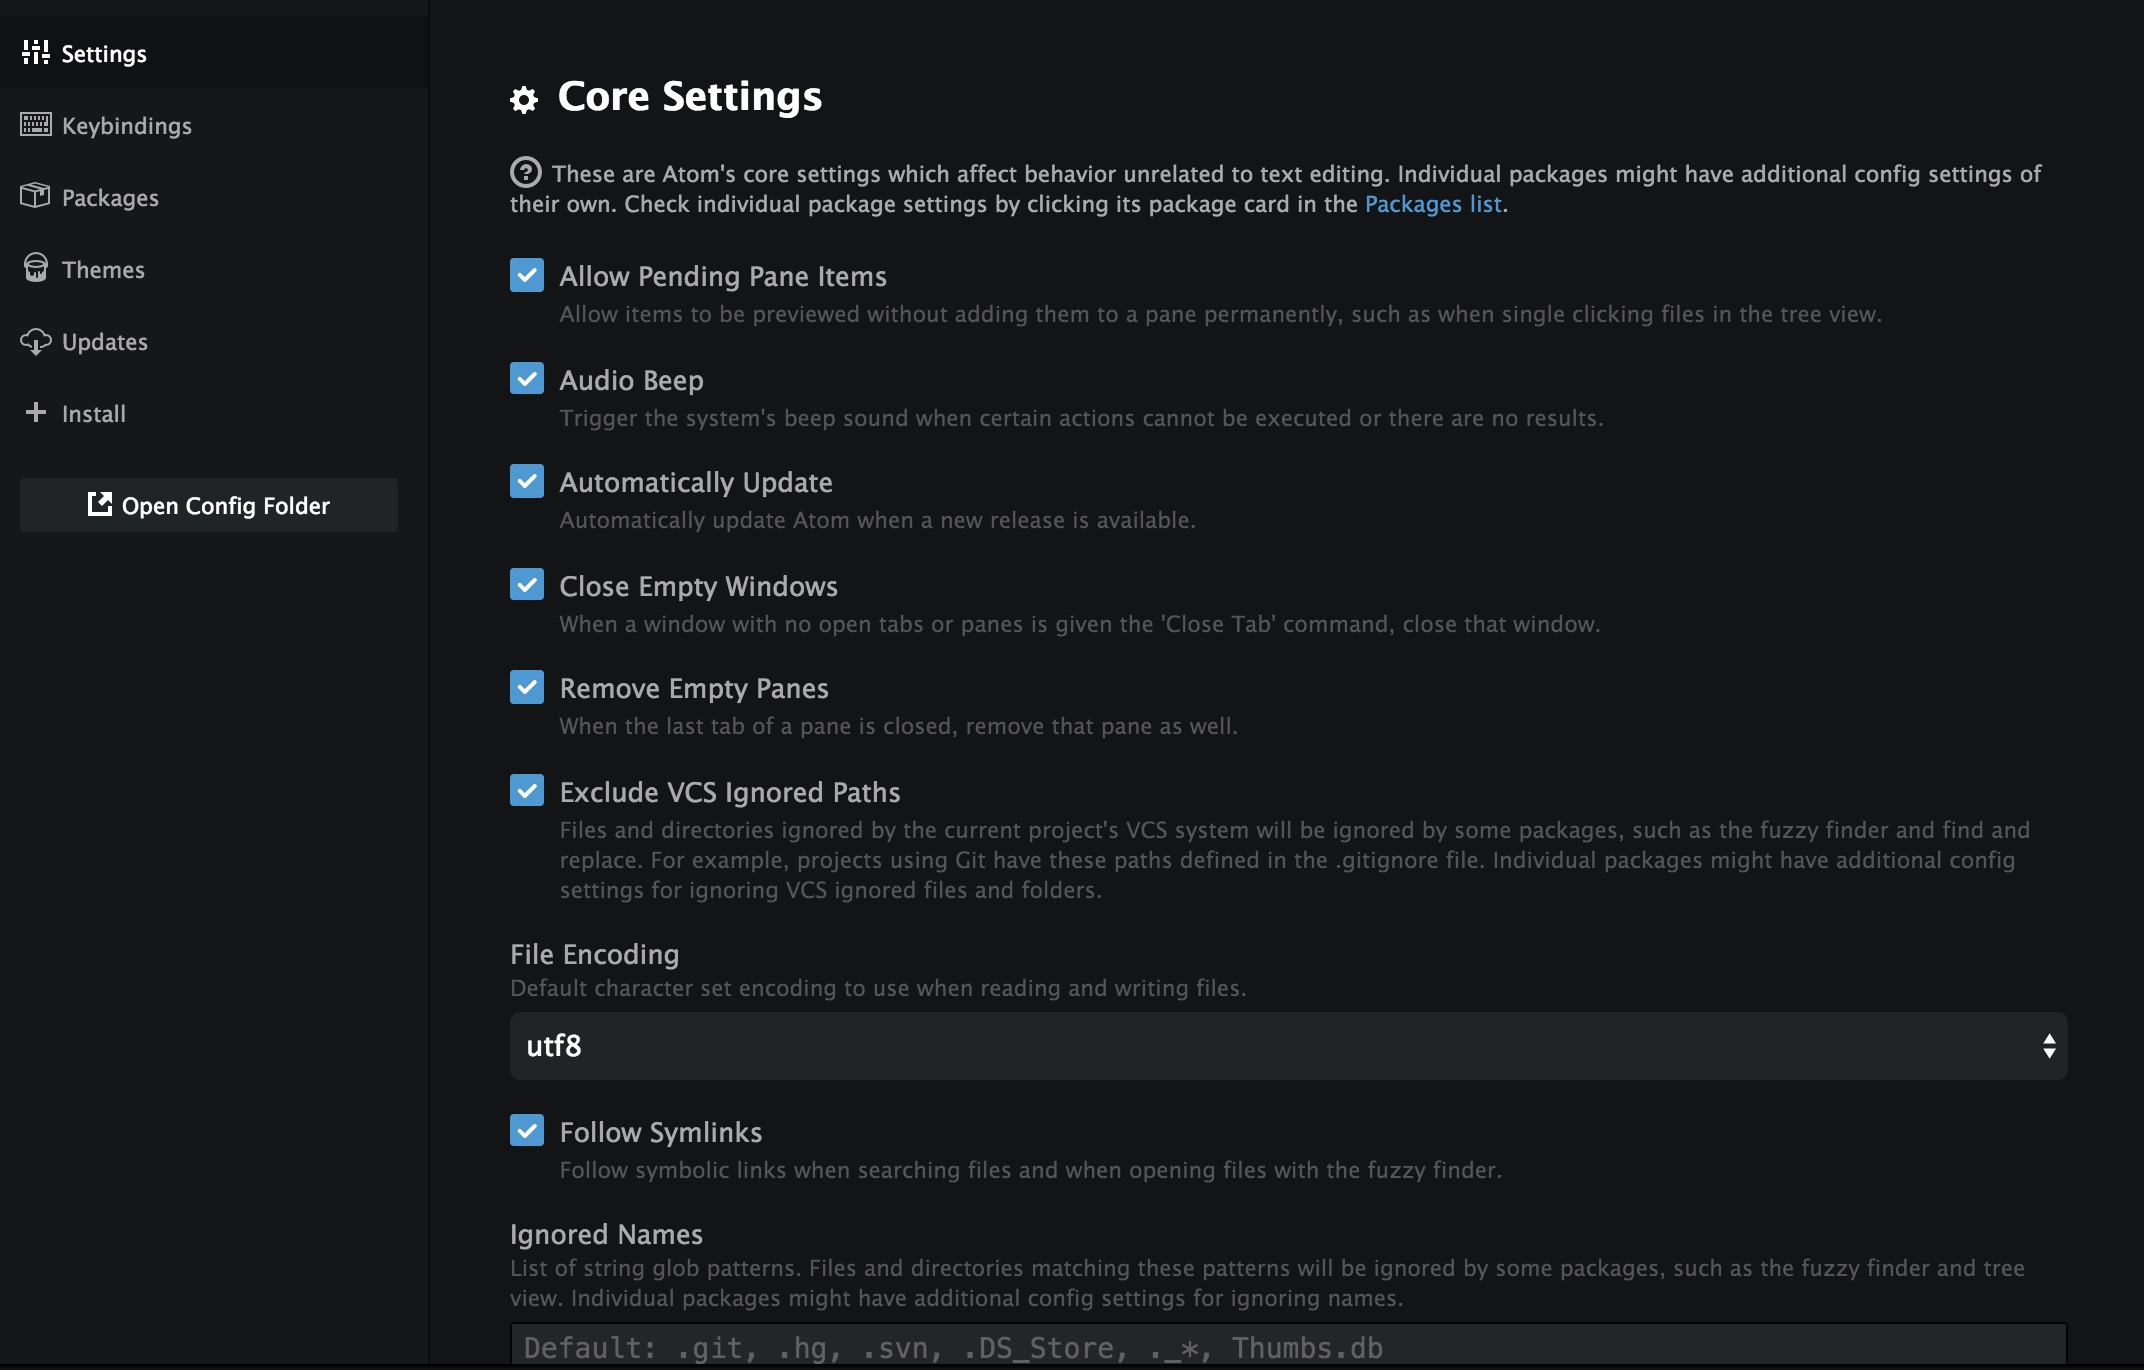 Settings
Keybindings
Packages
Themes
Updates
Install
Open Config Folder
Core Settings
These are Atom's core settings which affect behavior unrelated to text editing. Individual packages might have additional config settings of
their own. Check individual package settings by clicking its package card in the Packages list.
Allow Pending Pane Items
Allow items to be previewed without adding them to a pane permanently, such as when single clicking files in the tree view.
Audio Beep
Trigger the system's beep sound when certain actions cannot be executed or there are no results.
Automatically Update
Automatically update Atom when a new release is available.
Close Empty Windows
When a window with no open tabs or panes is given the 'Close Tab' command, close that window.
Remove Empty Panes
When the last tab of a pane is closed, remove that pane as well.
Exclude VCS Ignored Paths
Files and directories ignored by the current project's VCS system will be ignored by some packages, such as the fuzzy finder and find and
replace. For example, projects using Git have these paths defined in the .gitignore file. Individual packages might have additional config
settings for ignoring VCS ignored files and folders.
File Encoding
Default character set encoding to use when reading and writing files.
utf8
Follow Symlinks
Follow symbolic links when searching files and when opening files with the fuzzy finder.
Ignored Names
List of string glob patterns. Files and directories matching these patterns will be ignored by some packages, such as the fuzzy finder and tree
view. Individual packages might have additional config settings for ignoring names.
Default: .git, .hg, .svn, .DS_Store, ._*, Thumbs.db